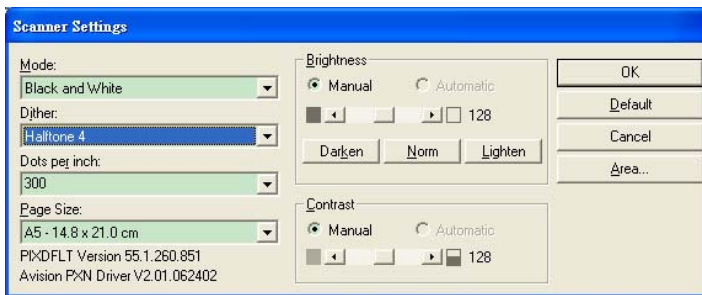 Scanner Settings
Mode:
Black and White
Dither:
Halftone 4
Dots per inch:
300
Page Size:
A5 - 14.8 x 21.0 cm
PIXDFLT Version 55.1.260.851
Avision PXN Driver V2.01.062402
Brightness
Manual
Automatic
128
Darken
Norm
Lighten
Contrast
Manual
Automatic
128
OK
Default
Cancel
Area...